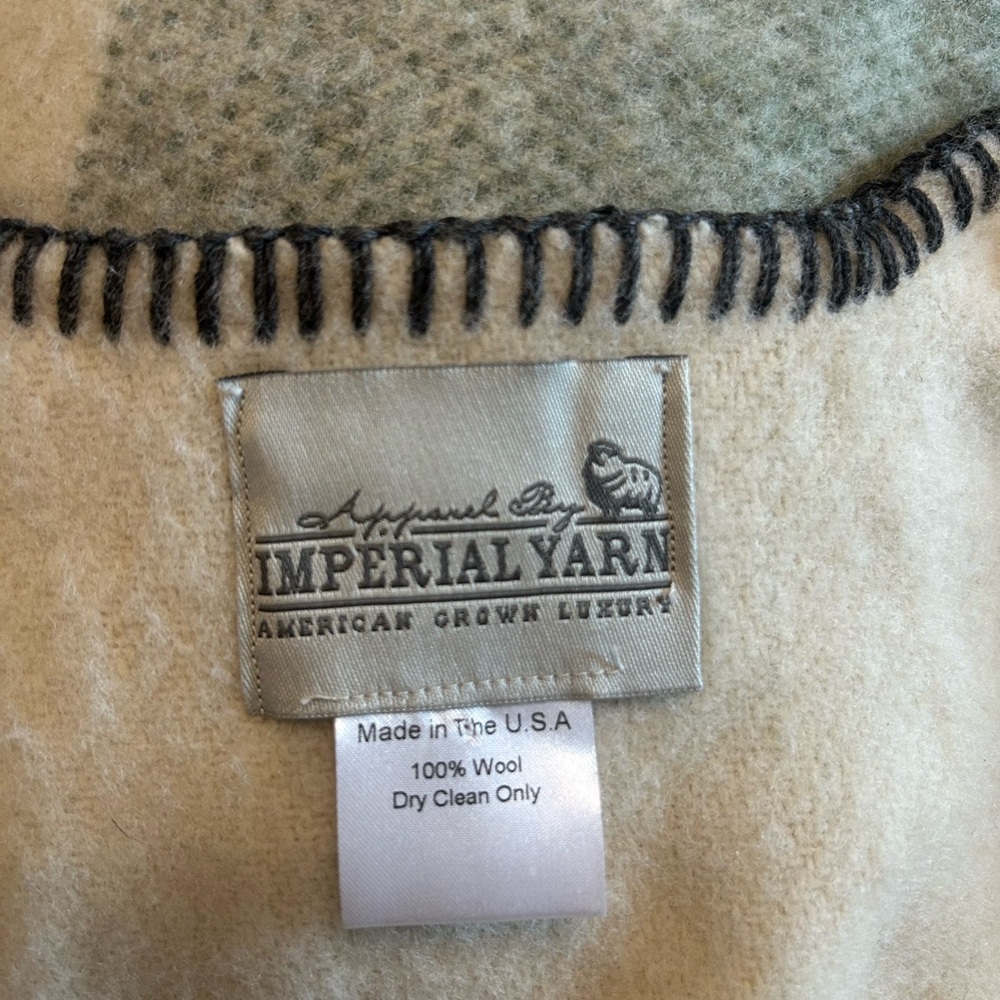 Apparel By
IMPERIAL YARN
AMERICAN GROWN LUXURY
Made in The U.S.A
100% Wool
Dry Clean Only